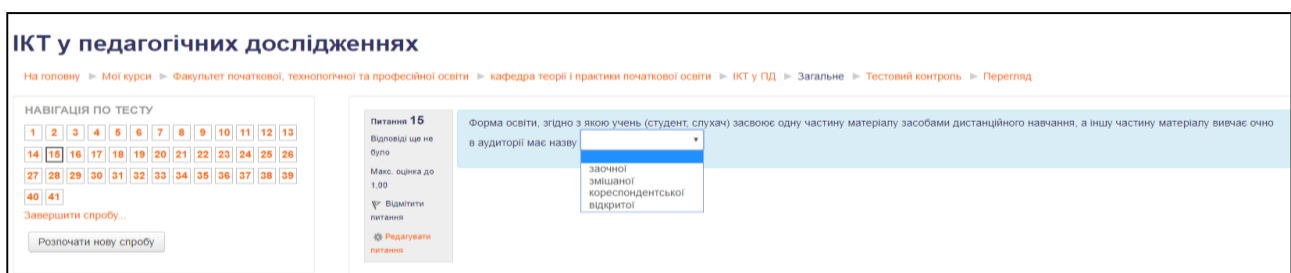 ІКТ у педагогічних дослідженнях
На головну ► Мої курси ► Факультет початкової, технологічної та професійної освіти ► кафедра теорії і практики початкової освіти ► ІКТ у ПД ► Загальне ► Тестовий контроль ► Перегляд
НАВІГАЦІЯ ПО ТЕСТУ
1 2 3 4 5 6 7 8 9 10 11 12 13
14 15 16 17 18 19 20 21 22 23 24 25 26
27 28 29 30 31 32 33 34 35 36 37 38 39
40 41
Завершити спробу...
Розпочати нову спробу
Питання 15
Відповіді ще не
було
Макс. оцінка до
1,00
Відмітити
питання
Редагувати
питання
Форма освіти, згідно з якою учень (студент, слухач) засвоює одну частину матеріалу засобами дистанційного навчання, а іншу частину матеріалу вивчає очно
в аудиторії має назву
заочної
змішаної
кореспондентської
відкритої